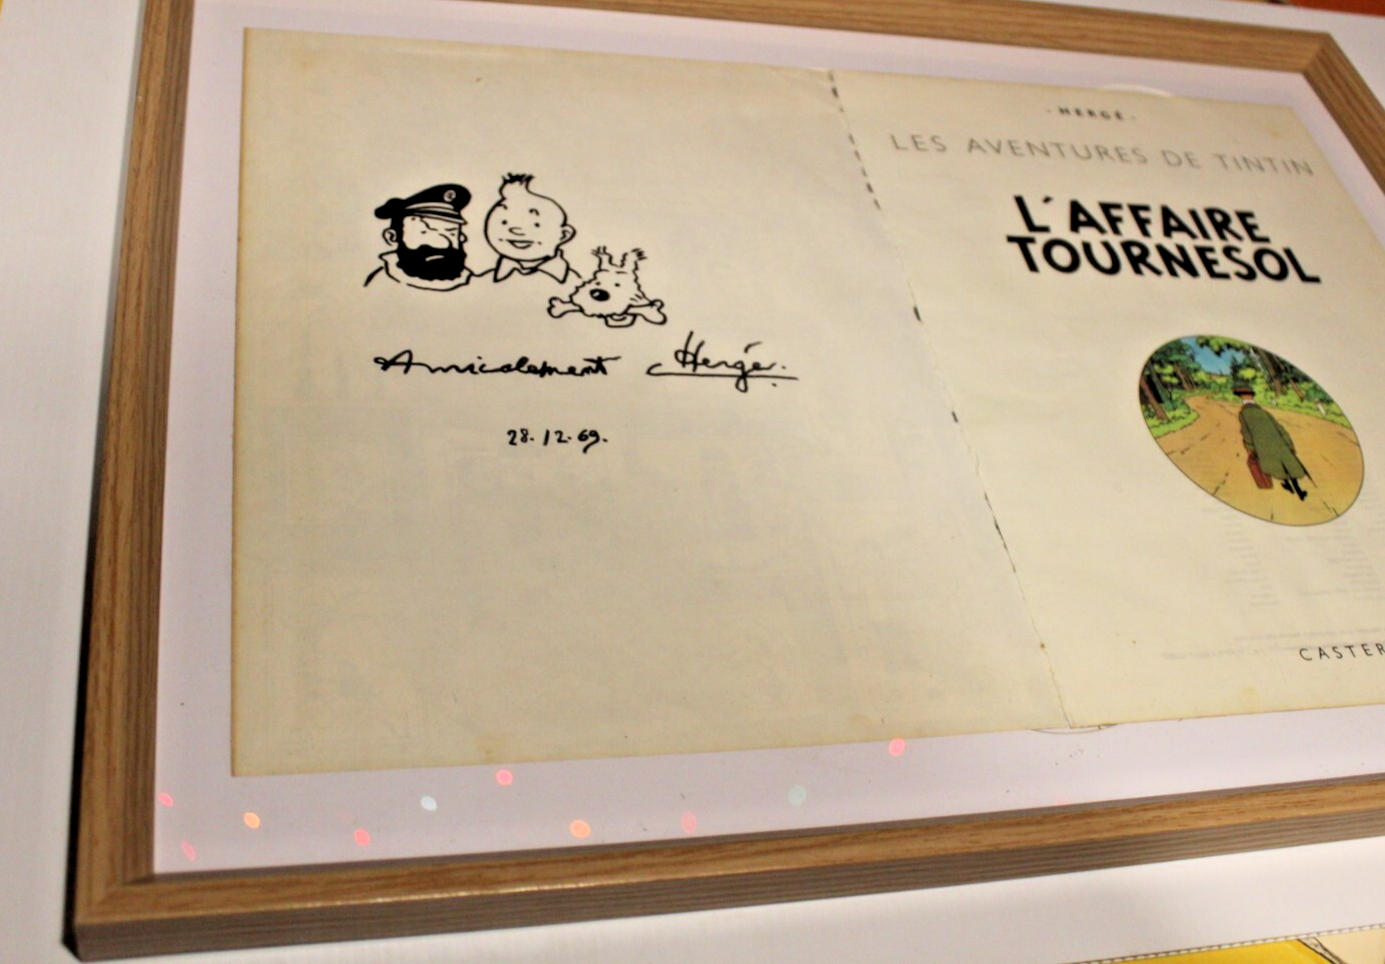 Amicalement Hergé.
28.12.69.
· HERGÉ ·
LES AVENTURES DE TINTIN
L'AFFAIRE
TOURNESOL
CASTER